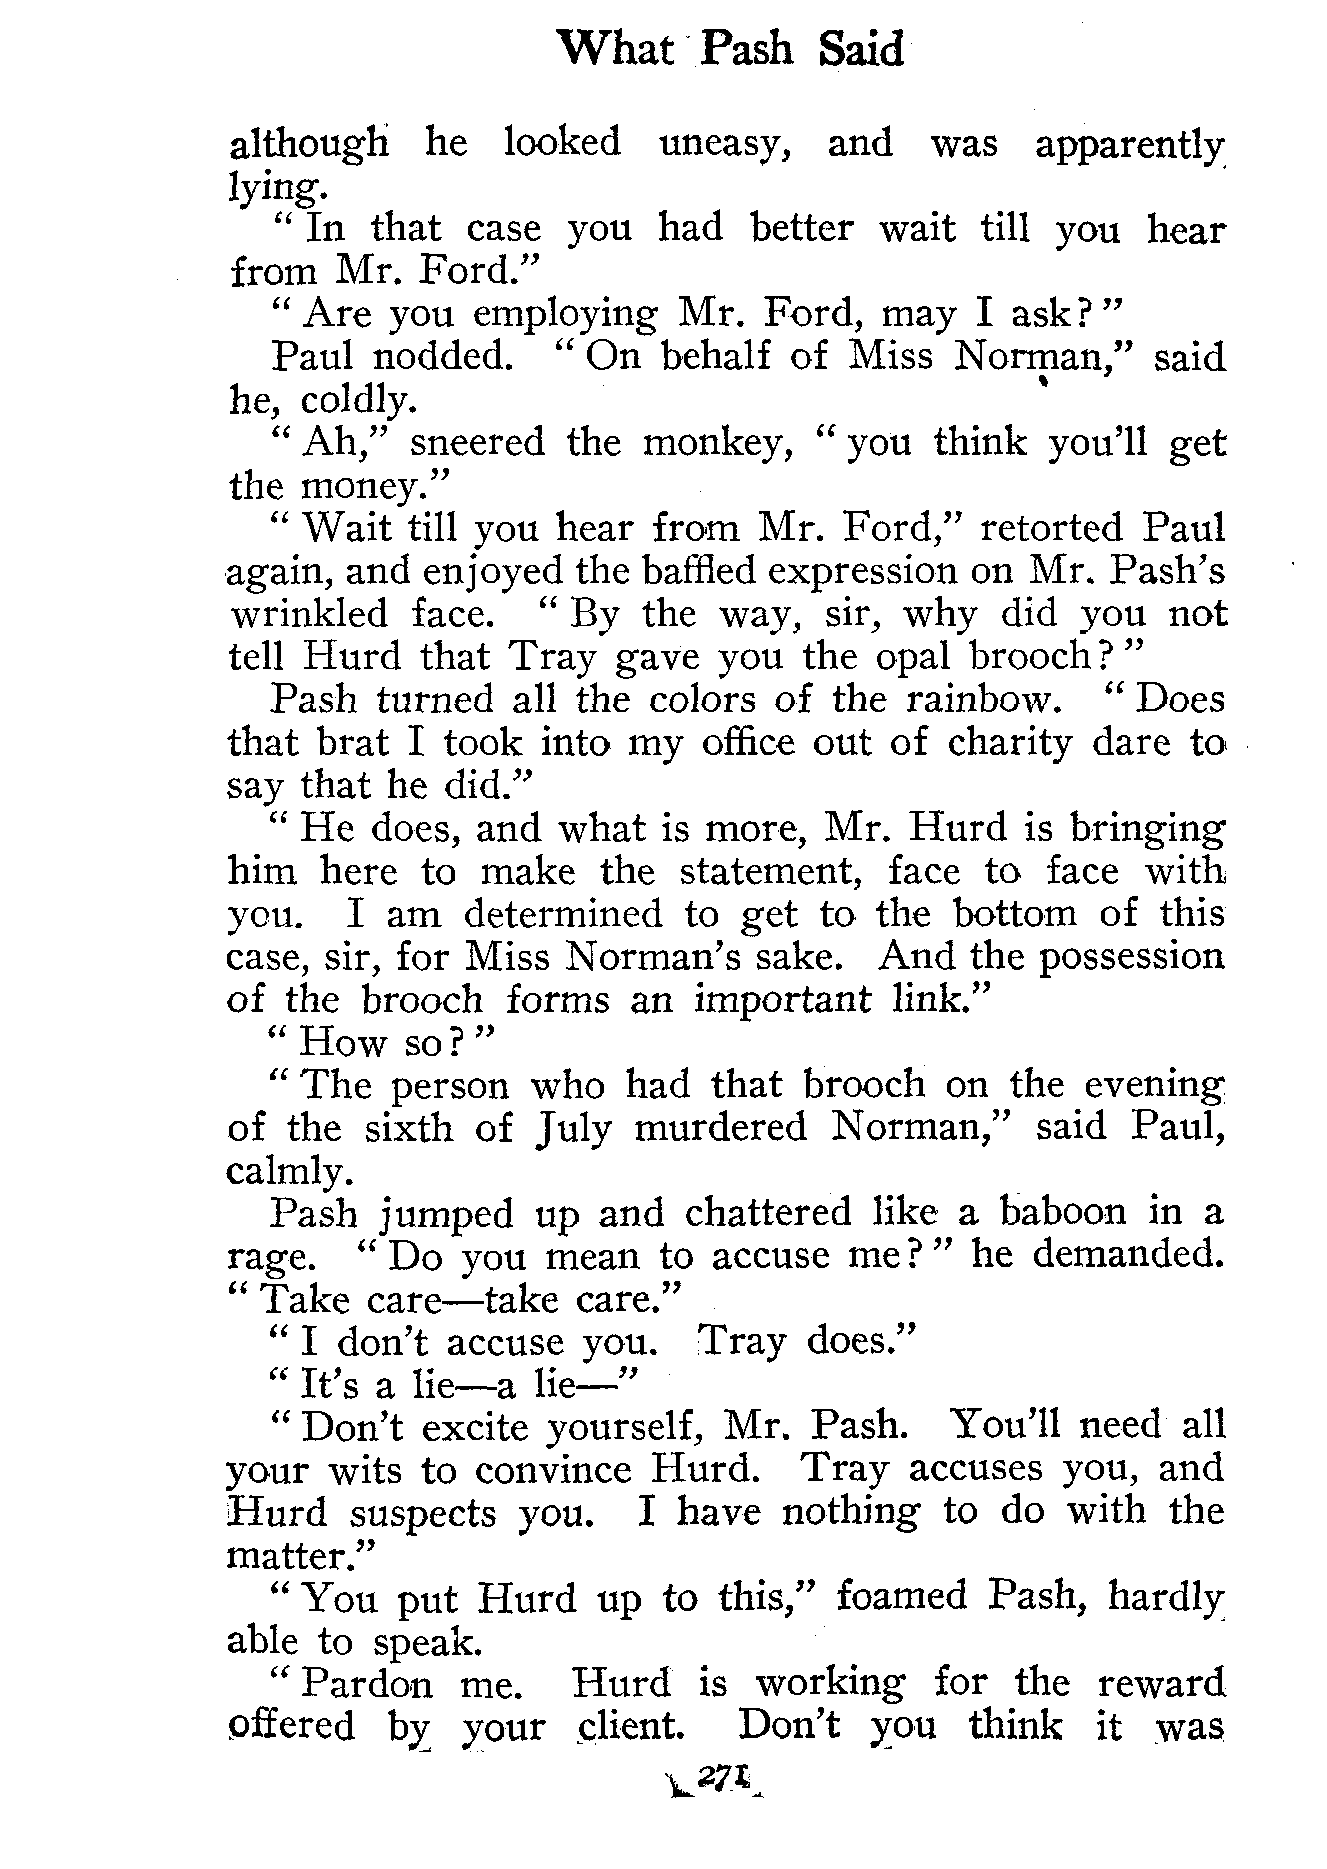 What Pash Said
although he looked uneasy, and was apparently
lying.
" In that case you had better wait till you hear
from Mr. Ford."
" Are you employing Mr. Ford, may I ask? "
Paul nodded. " On behalf of Miss Norman," said
he, coldly.
" Ah," sneered the monkey, " you think you'll get
the money."
" Wait till you hear from Mr. Ford," retorted Paul
again, and enjoyed the baffled expression on Mr. Pash's
wrinkled face. " By the way, sir, why did you not
tell Hurd that Tray gave you the opal brooch? "
Pash turned all the colors of the rainbow. " Does
that brat I took into my office out of charity dare to
say that he did."
" He does, and what is more, Mr. Hurd is bringing
him here to make the statement, face to face with
you. I am determined to get to the bottom of this
case, sir, for Miss Norman's sake. And the possession
of the brooch forms an important link."
" How so? "
" The person who had that brooch on the evening
of the sixth of July murdered Norman," said Paul,
calmly.
Pash jumped up and chattered like a baboon in a
rage. " Do you mean to accuse me? " he demanded.
" Take care—take care."
" I don't accuse you. Tray does."
" It's a lie—a lie—"
" Don't excite yourself, Mr. Pash. You'll need all
your wits to convince Hurd. Tray accuses you, and
Hurd suspects you. I have nothing to do with the
matter."
" You put Hurd up to this," foamed Pash, hardly
able to speak.
" Pardon me. Hurd is working for the reward
offered by your client. Don't you think it was
271